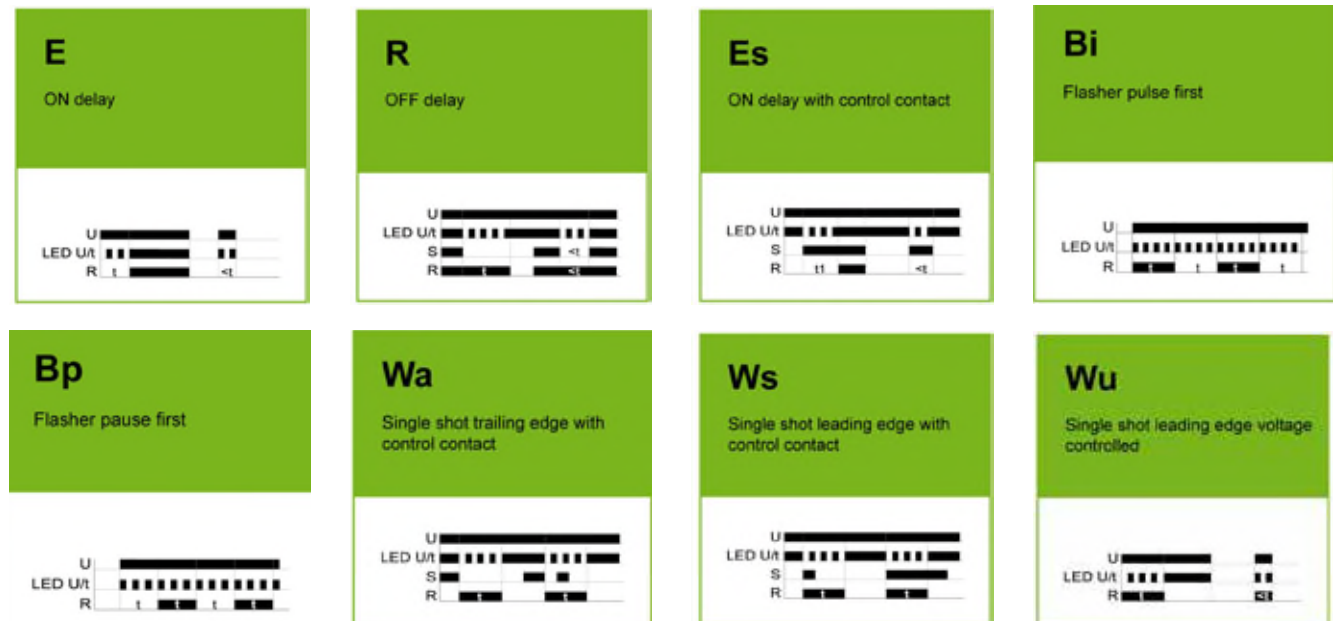 E
ON delay
U
LED U/t
R t <t
R
OFF delay
U
LED U/t
S <t
R t <t
Es
ON delay with control contact
U
LED U/t
S
R t1 <t
Bi
Flasher pulse first
U
LED U/t
R t t t t
Bp
Flasher pause first
U
LED U/t
R t t t t
Wa
Single shot trailing edge with
control contact
U
LED U/t
S
R t t
Ws
Single shot leading edge with
control contact
U
LED U/t
S
R t t
Wu
Single shot leading edge voltage
controlled
U
LED U/t
R t <t